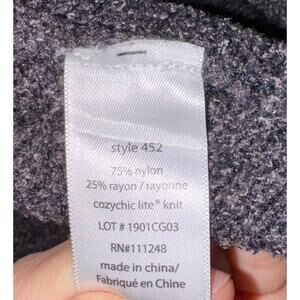 style 452
75% nylon
25% rayon / rayonne
cozychic lite® knit
LOT # 1901CG03
RN#111248
made in china/
Fabriqué en Chine